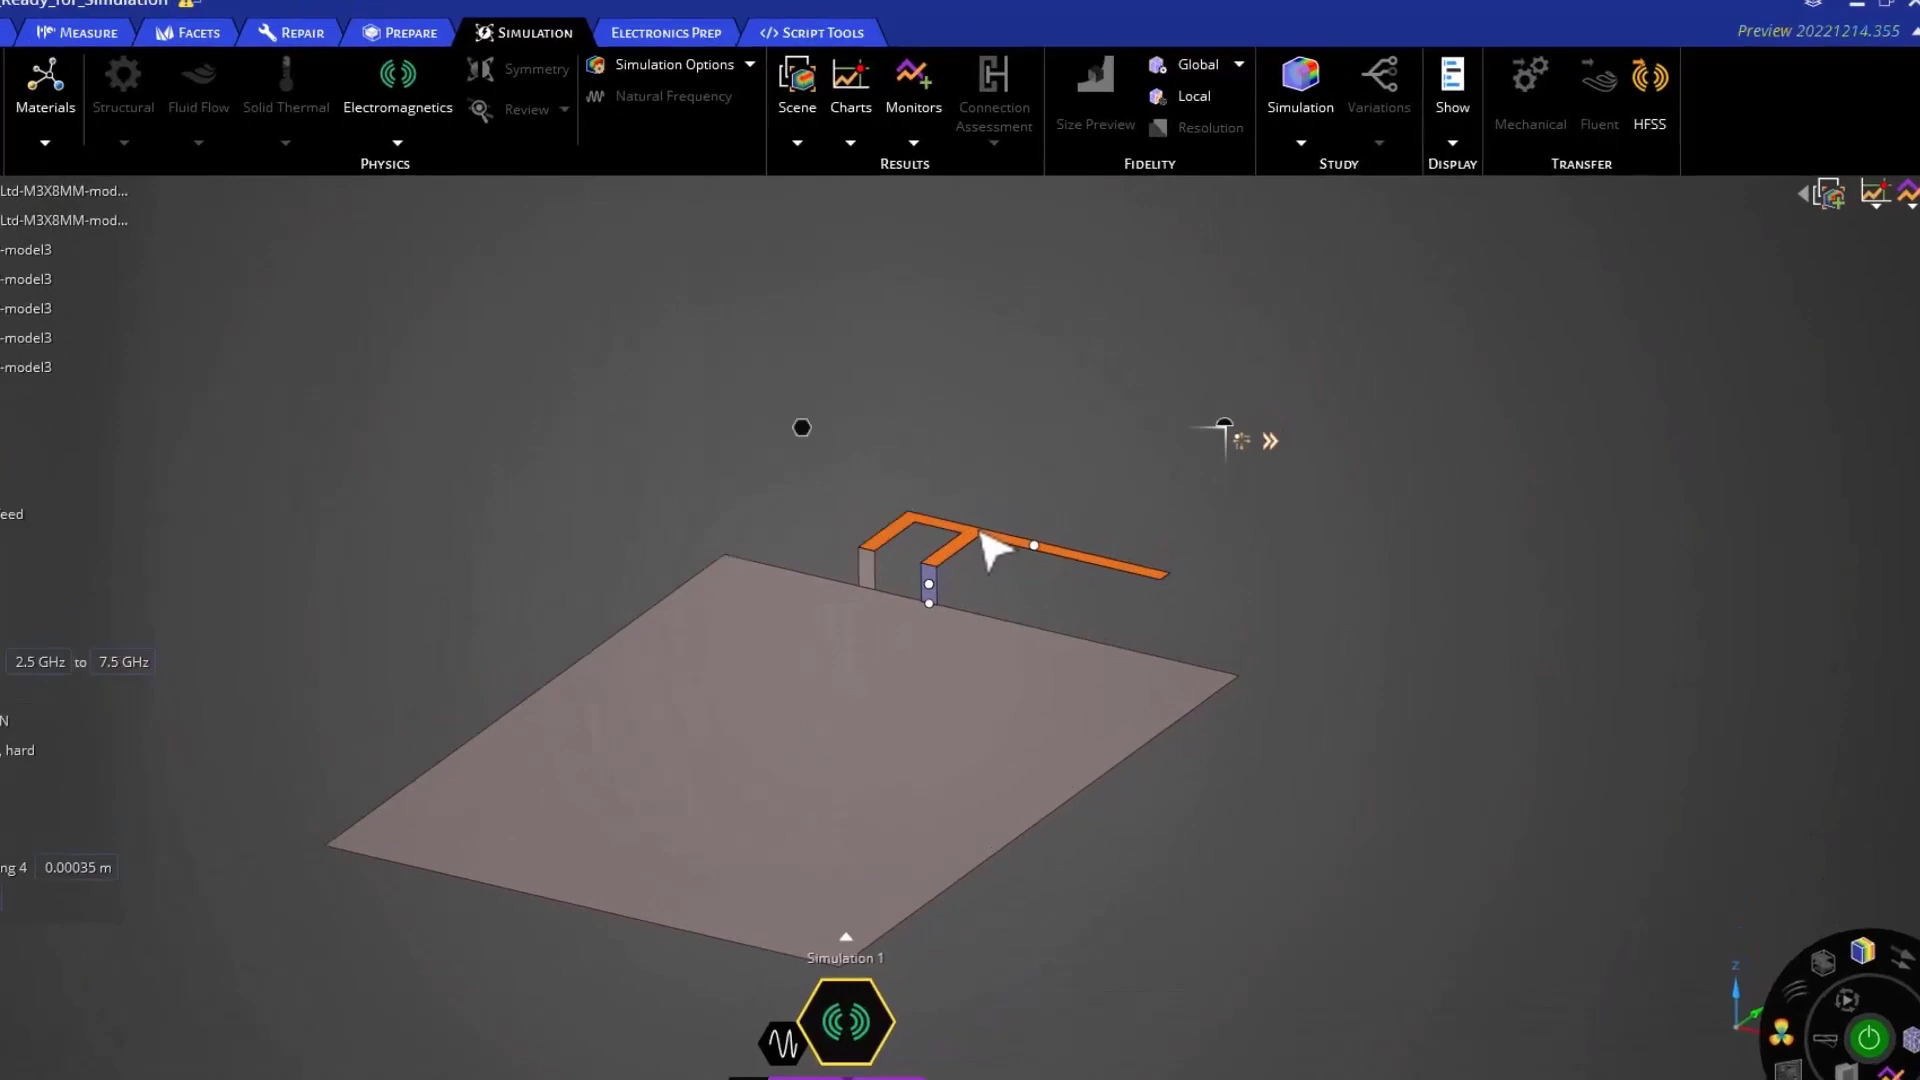 _Ready_for_Simulation
MEASURE
FACETS
REPAIR
PREPARE
SIMULATION
ELECTRONICS PREP
</> SCRIPT TOOLS
Preview 20221214.355
Materials
Structural
Fluid Flow
Solid Thermal
Electromagnetics
Symmetry
Review
Simulation Options
Natural Frequency
Scene
Charts
Monitors
Connection
Assessment
Size Preview
Global
Local
Resolution
Simulation
Variations
Show
Mechanical
Fluent
HFSS
PHYSICS
RESULTS
FIDELITY
STUDY
DISPLAY
TRANSFER
Ltd-M3X8MM-mod...
Ltd-M3X8MM-mod...
-model3
-model3
-model3
-model3
-model3
eed
2.5 GHz to 7.5 GHz
N
, hard
ng 4 0.00035 m
Simulation 1
Z